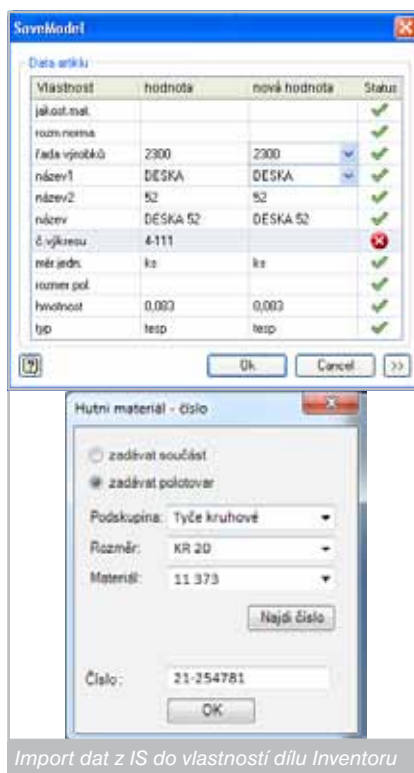 SaveModel
Data artiklu
Vlastnost hodnota nová hodnota Status
jakost.mat.
rozm.norma
řada výrobků 2300 2300
název1 DESKA DESKA
název2 52 52
název DESKA 52 DESKA 52
č.výkresu 4-111
měr.jedn. ks ks
rozměr pol.
hmotnost 0,083 0,083
typ tesp tesp
Ok Cancel >>
Hutní materiál - číslo
zadávat součást
zadávat polotovar
Podskupina: Tyče kruhové
Rozměr: KR 20
Materiál: 11 373
Najdi číslo
Číslo: 21-254781
OK
Import dat z IS do vlastností dílu Inventoru